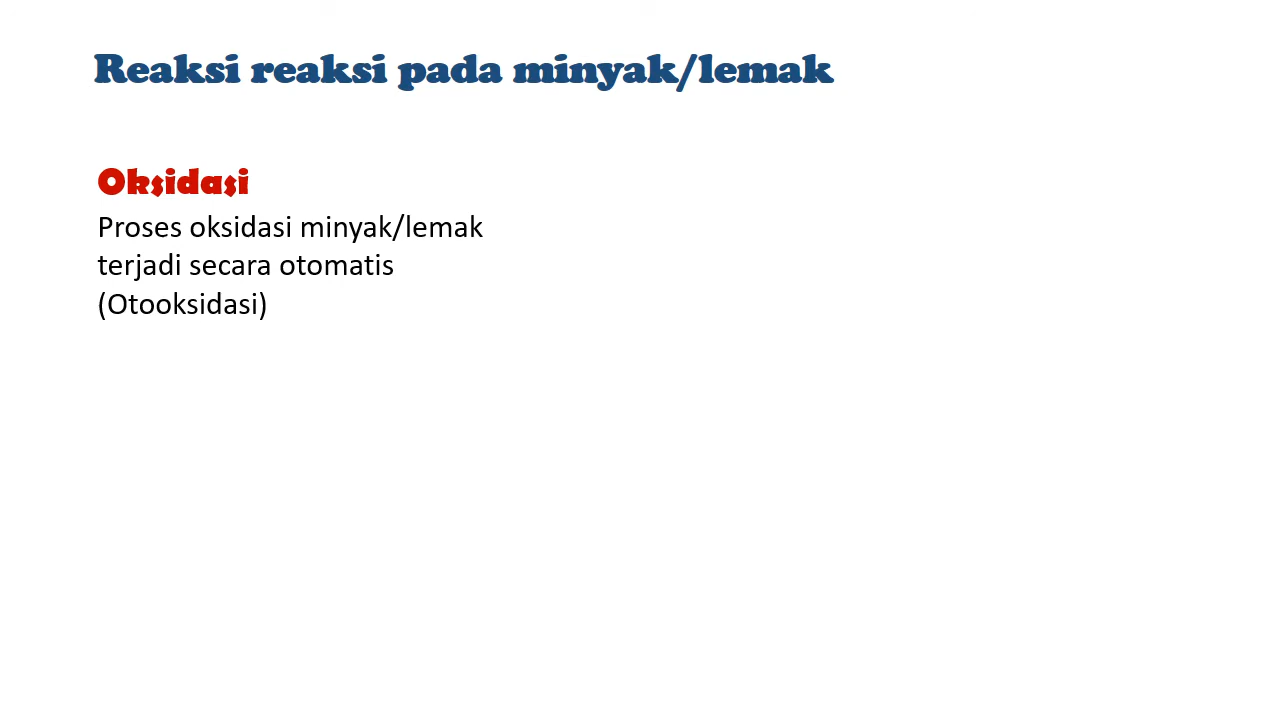 Reaksi reaksi pada minyak/lemak
Oksidasi
Proses oksidasi minyak/lemak
terjadi secara otomatis
(Otooksidasi)